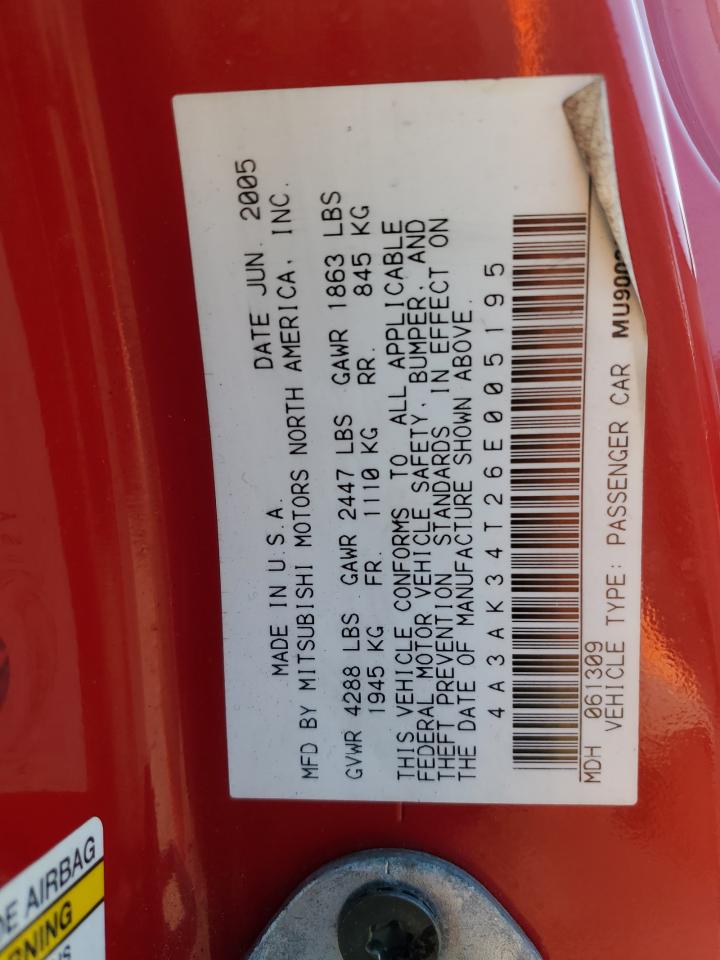 MADE IN U.S.A. DATE JUN. 2005
MFD BY MITSUBISHI MOTORS NORTH AMERICA, INC.
GVWR 4288 LBS GAWR 2447 LBS GAWR 1863 LBS
1945 KG FR. 1110 KG RR. 845 KG
THIS VEHICLE CONFORMS TO ALL APPLICABLE
FEDERAL MOTOR VEHICLE SAFETY, BUMPER, AND
THEFT PREVENTION STANDARDS IN EFFECT ON
THE DATE OF MANUFACTURE SHOWN ABOVE.
4A3AK34T26E005195
MDH 061309
VEHICLE TYPE: PASSENGER CAR MU900
AIRBAG